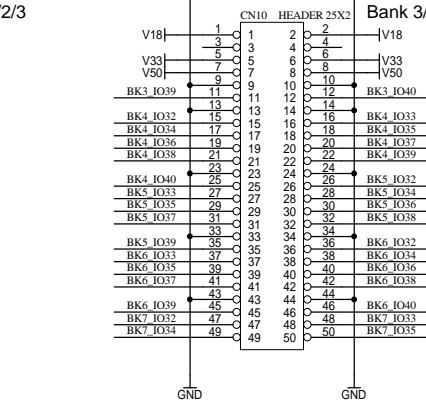 /2/3 CN10 HEADER 25X2 Bank 3/
V18 1 1 2 2 V18
3 3 4 4
V33 5 5 6 6 V33
V50 7 7 8 8 V50
9 9 10 10
BK3_IO39 11 11 12 12 BK3_IO40
13 13 14 14
BK4_IO32 15 15 16 16 BK4_IO33
BK4_IO34 17 17 18 18 BK4_IO35
BK4_IO36 19 19 20 20 BK4_IO37
BK4_IO38 21 21 22 22 BK4_IO39
23 23 24 24
BK4_IO40 25 25 26 26 BK5_IO32
BK5_IO33 27 27 28 28 BK5_IO34
BK5_IO35 29 29 30 30 BK5_IO36
BK5_IO37 31 31 32 32 BK5_IO38
33 33 34 34
BK5_IO39 35 35 36 36 BK6_IO32
BK6_IO33 37 37 38 38 BK6_IO34
BK6_IO35 39 39 40 40 BK6_IO36
BK6_IO37 41 41 42 42 BK6_IO38
43 43 44 44
BK6_IO39 45 45 46 46 BK6_IO40
BK7_IO32 47 47 48 48 BK7_IO33
BK7_IO34 49 49 50 50 BK7_IO35
GND GND